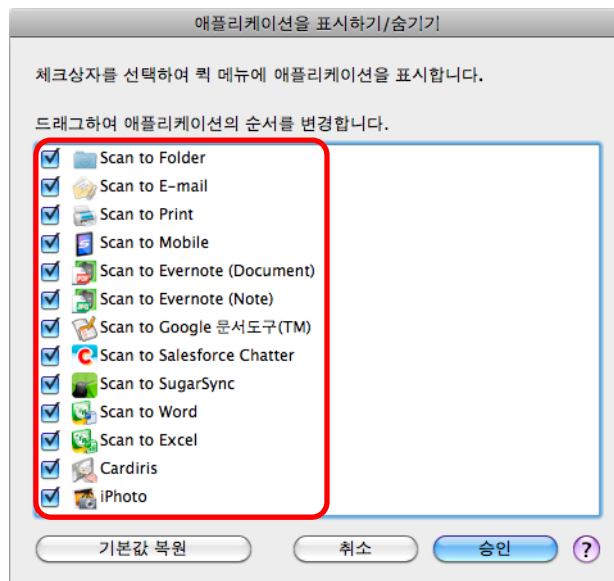 애플리케이션을 표시하기/숨기기
체크상자를 선택하여 퀵 메뉴에 애플리케이션을 표시합니다.
드래그하여 애플리케이션의 순서를 변경합니다.
Scan to Folder
Scan to E-mail
Scan to Print
Scan to Mobile
Scan to Evernote (Document)
Scan to Evernote (Note)
Scan to Google 문서도구(TM)
Scan to Salesforce Chatter
Scan to SugarSync
Scan to Word
Scan to Excel
Cardiris
iPhoto
기본값 복원 취소 승인 ?